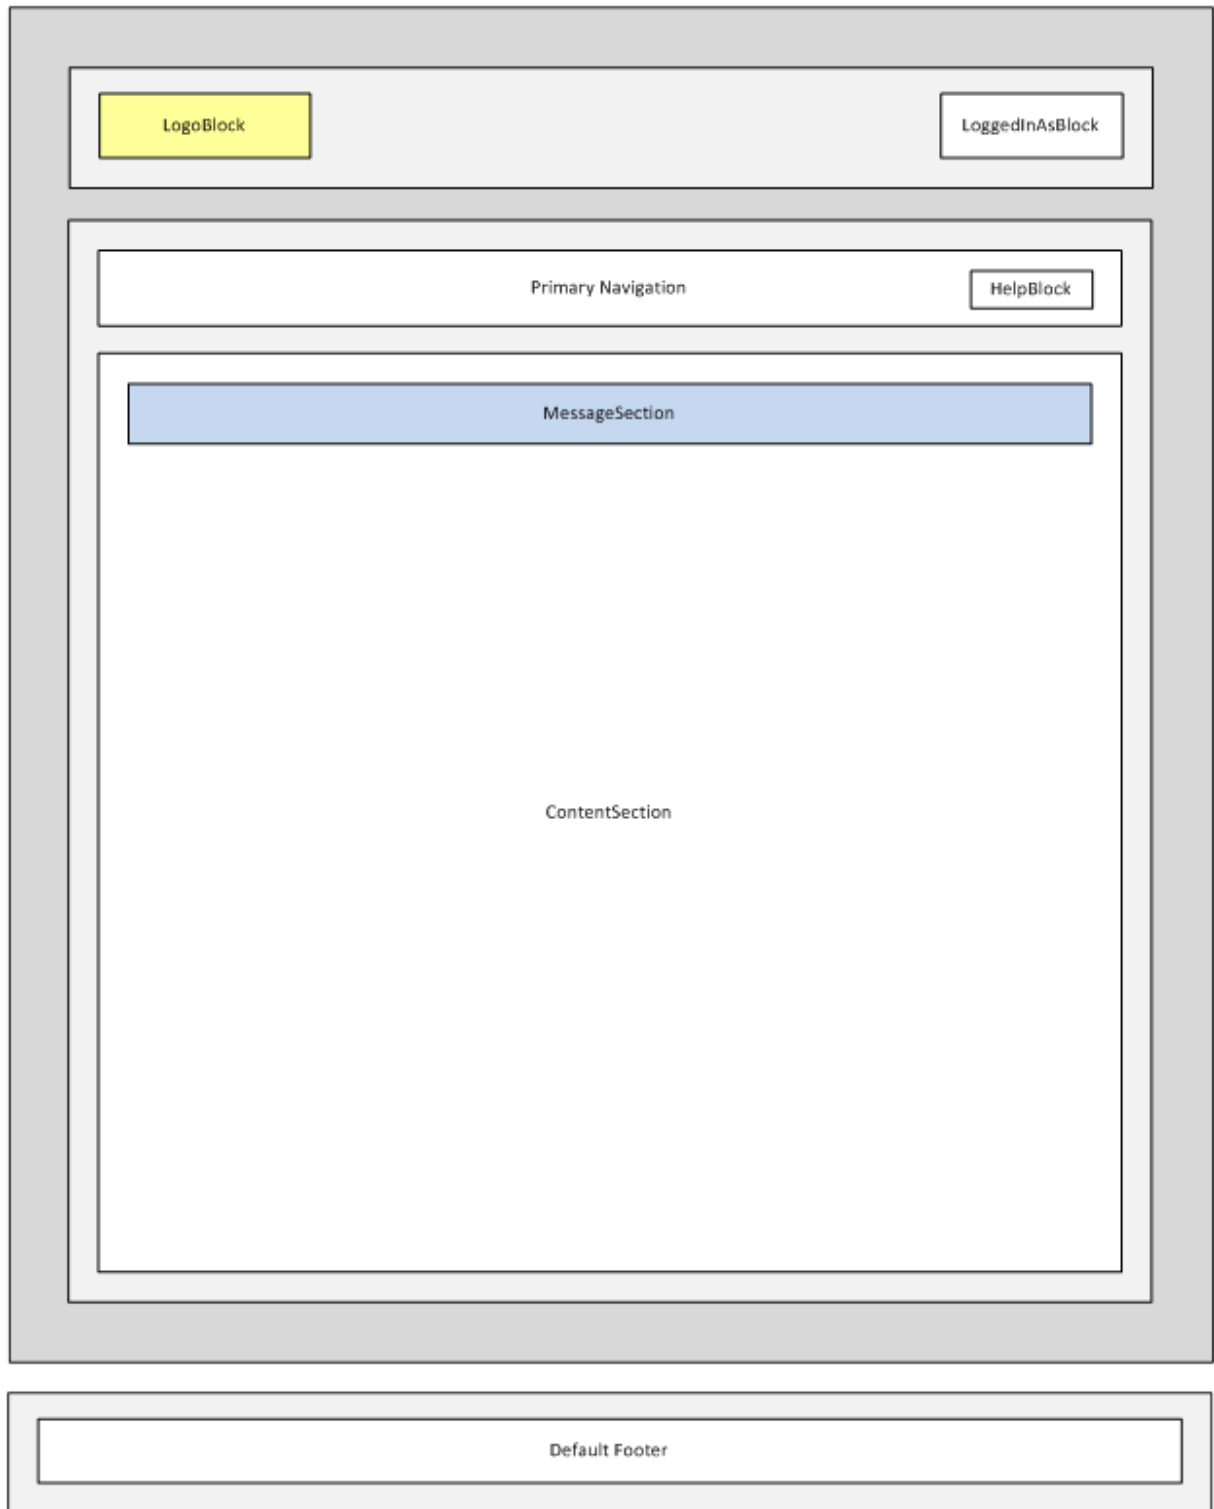 LogoBlock
LoggedInAsBlock
Primary Navigation
HelpBlock
MessageSection
ContentSection
Default Footer